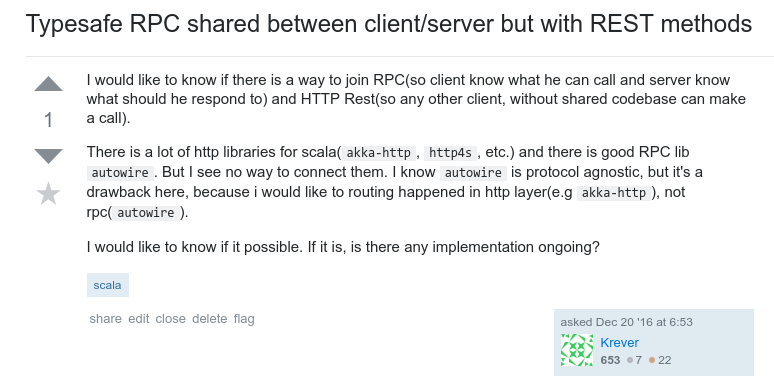 Typesafe RPC shared between client/server but with REST methods
I would like to know if there is a way to join RPC(so client know what he can call and server know
what should he respond to) and HTTP Rest(so any other client, without shared codebase can make
a call).
1
There is a lot of http libraries for scala( akka-http , http4s , etc.) and there is good RPC lib
autowire . But I see no way to connect them. I know autowire is protocol agnostic, but it's a
drawback here, because i would like to routing happened in http layer(e.g akka-http ), not
rpc( autowire ).
I would like to know if it possible. If it is, is there any implementation ongoing?
scala
share edit close delete flag
asked Dec 20 '16 at 6:53
Krever
653 7 22